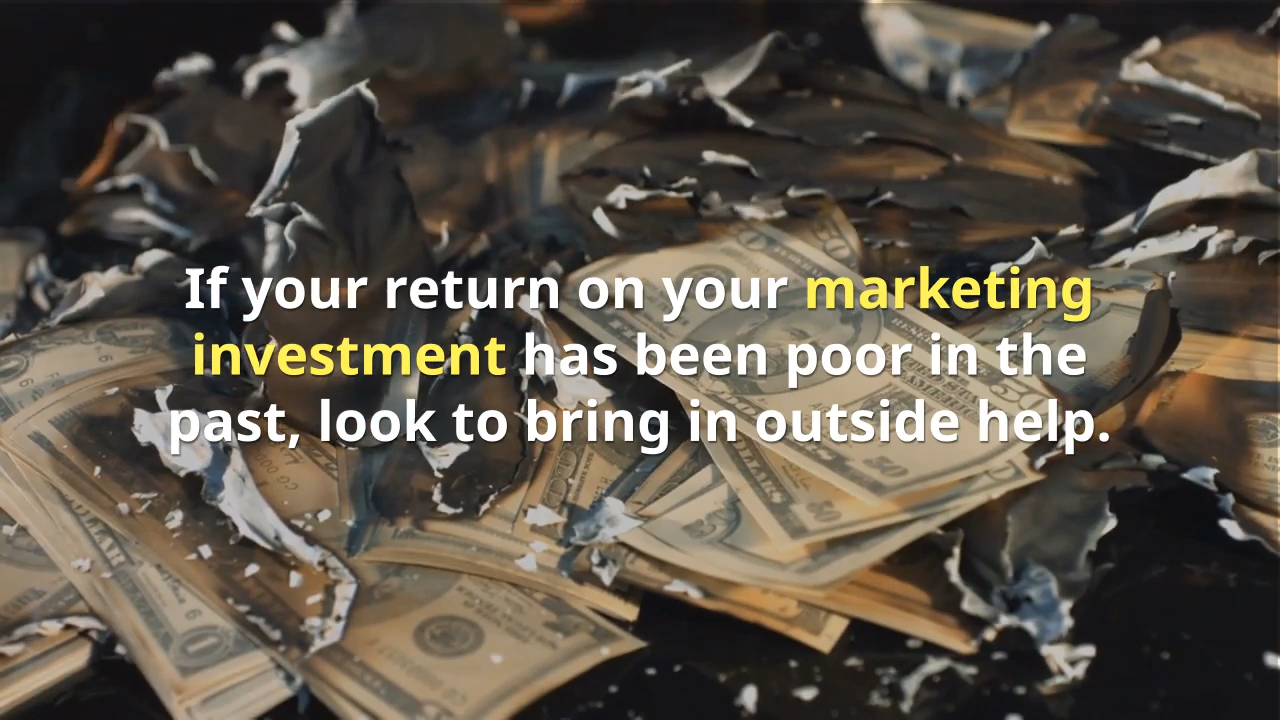 If your return on your marketing
investment has been poor in the
past, look to bring in outside help.